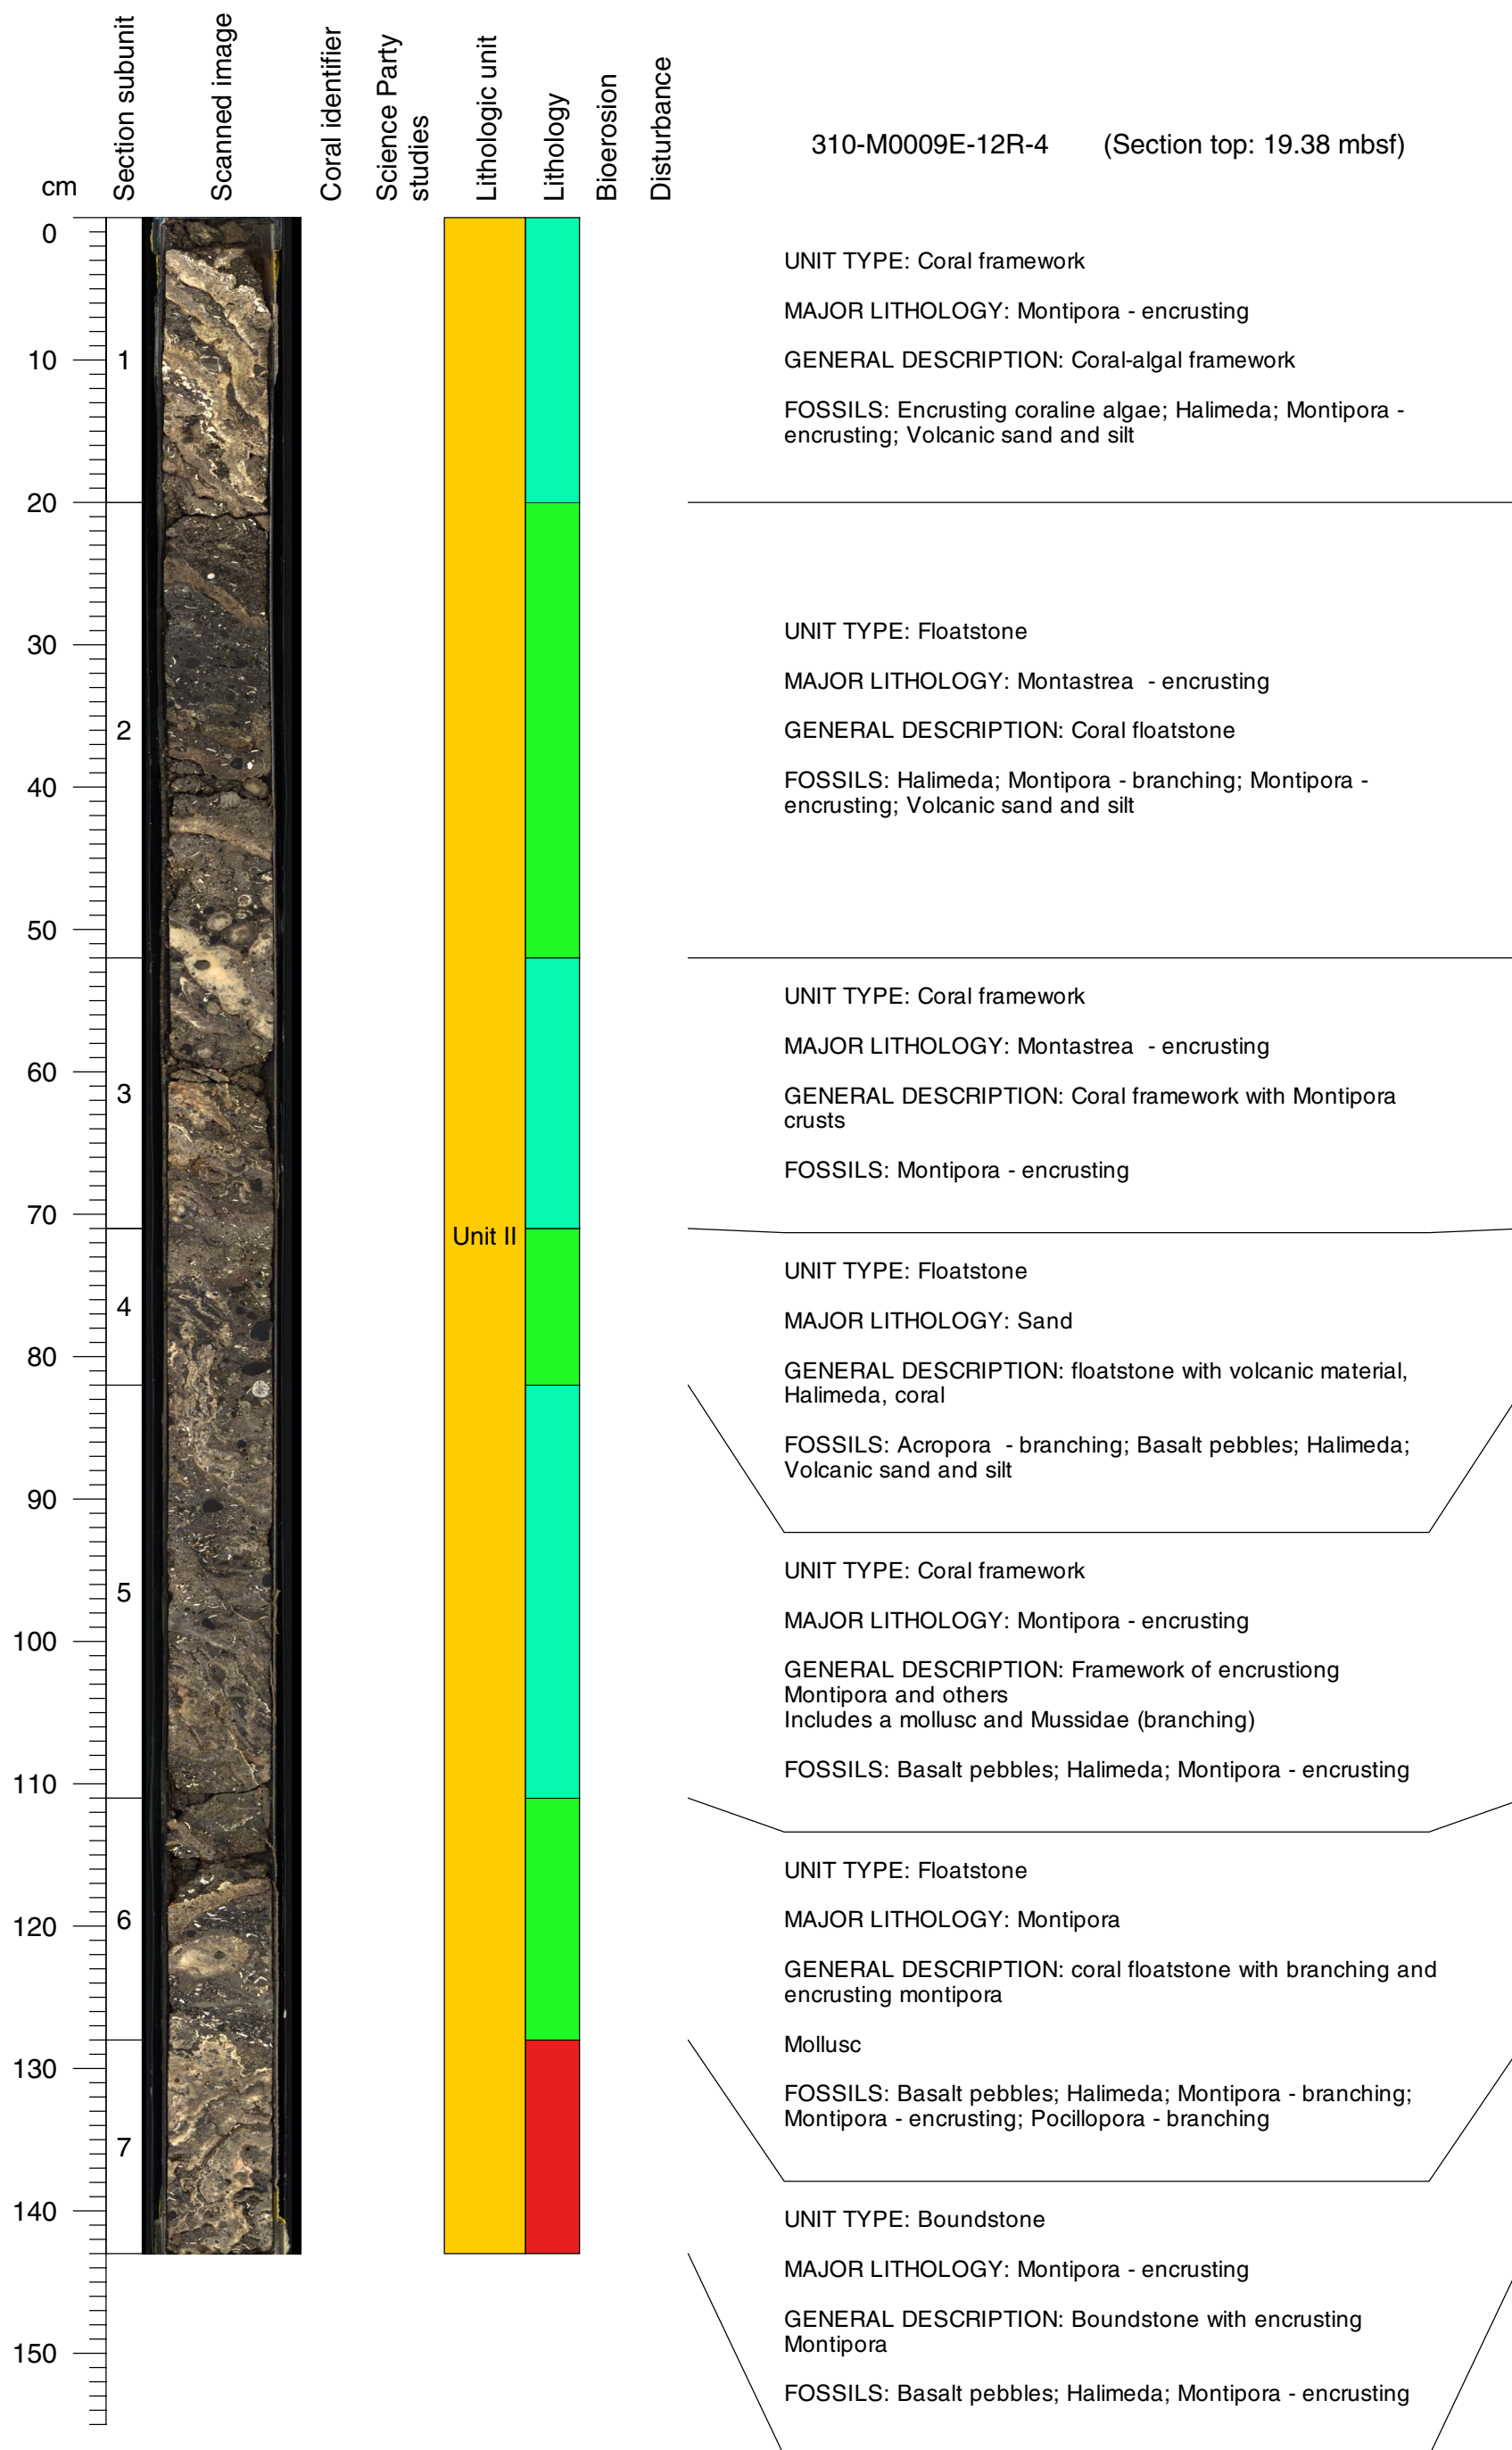 Section subunit
Scanned image
Coral identifier
Science Party
studies
Lithologic unit
Lithology
Bioerosion
Disturbance
cm
310-M0009E-12R-4 (Section top: 19.38 mbsf)
0
10
20
30
40
50
60
70
80
90
100
110
120
130
140
150
1
2
3
4
5
6
7
Unit II
UNIT TYPE: Coral framework
MAJOR LITHOLOGY: Montipora - encrusting
GENERAL DESCRIPTION: Coral-algal framework
FOSSILS: Encrusting coraline algae; Halimeda; Montipora -
encrusting; Volcanic sand and silt
UNIT TYPE: Floatstone
MAJOR LITHOLOGY: Montastrea - encrusting
GENERAL DESCRIPTION: Coral floatstone
FOSSILS: Halimeda; Montipora - branching; Montipora -
encrusting; Volcanic sand and silt
UNIT TYPE: Coral framework
MAJOR LITHOLOGY: Montastrea - encrusting
GENERAL DESCRIPTION: Coral framework with Montipora
crusts
FOSSILS: Montipora - encrusting
UNIT TYPE: Floatstone
MAJOR LITHOLOGY: Sand
GENERAL DESCRIPTION: floatstone with volcanic material,
Halimeda, coral
FOSSILS: Acropora - branching; Basalt pebbles; Halimeda;
Volcanic sand and silt
UNIT TYPE: Coral framework
MAJOR LITHOLOGY: Montipora - encrusting
GENERAL DESCRIPTION: Framework of encrustiong
Montipora and others
Includes a mollusc and Mussidae (branching)
FOSSILS: Basalt pebbles; Halimeda; Montipora - encrusting
UNIT TYPE: Floatstone
MAJOR LITHOLOGY: Montipora
GENERAL DESCRIPTION: coral floatstone with branching and
encrusting montipora
Mollusc
FOSSILS: Basalt pebbles; Halimeda; Montipora - branching;
Montipora - encrusting; Pocillopora - branching
UNIT TYPE: Boundstone
MAJOR LITHOLOGY: Montipora - encrusting
GENERAL DESCRIPTION: Boundstone with encrusting
Montipora
FOSSILS: Basalt pebbles; Halimeda; Montipora - encrusting